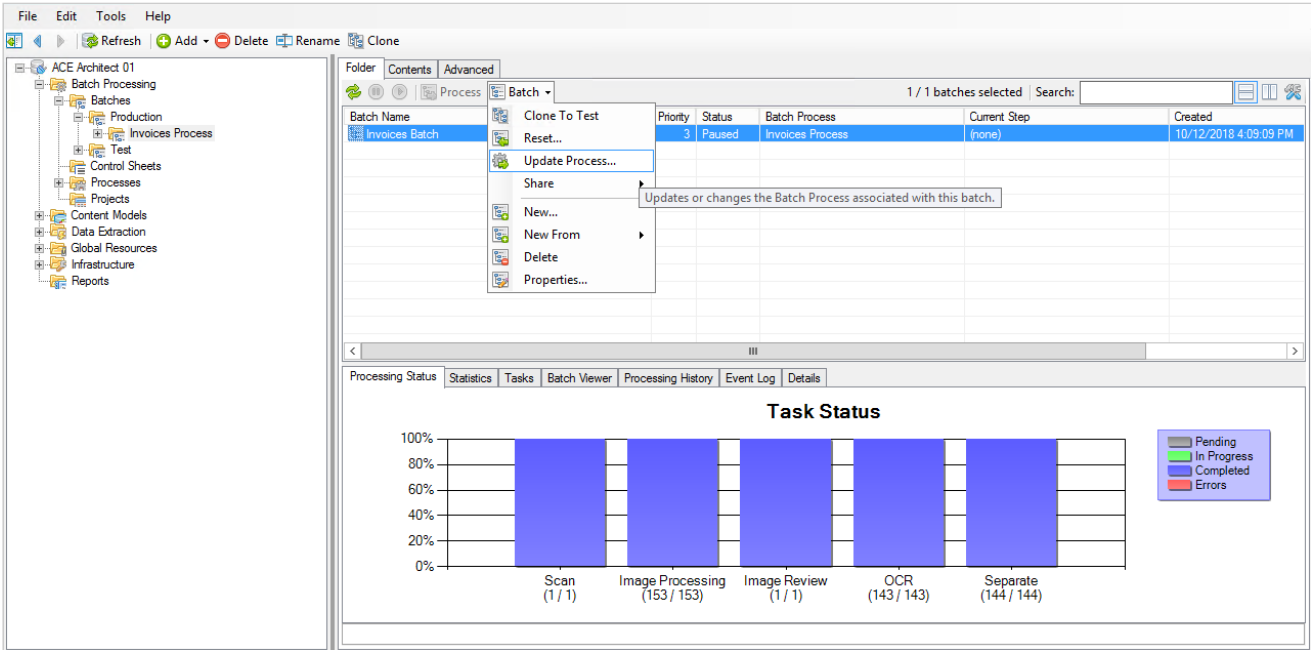 File Edit Tools Help
Refresh Add Delete Rename Clone
ACE Architect 01
Batch Processing
Batches
Production
Invoices Process
Test
Control Sheets
Processes
Projects
Content Models
Data Extraction
Global Resources
Infrastructure
Reports
Folder Contents Advanced
Process Batch 1 / 1 batches selected Search:
Batch Name Priority Status Batch Process Current Step Created
Invoices Batch 3 Paused Invoices Process (none) 10/12/2018 4:09:09 PM
Clone To Test
Reset...
Update Process...
Share
Updates or changes the Batch Process associated with this batch.
New...
New From
Delete
Properties...
Processing Status Statistics Tasks Batch Viewer Processing History Event Log Details
Task Status
100%
80%
60%
40%
20%
0%
Scan Image Processing Image Review OCR Separate
(1 / 1) (153 / 153) (1 / 1) (143 / 143) (144 / 144)
Pending
In Progress
Completed
Errors